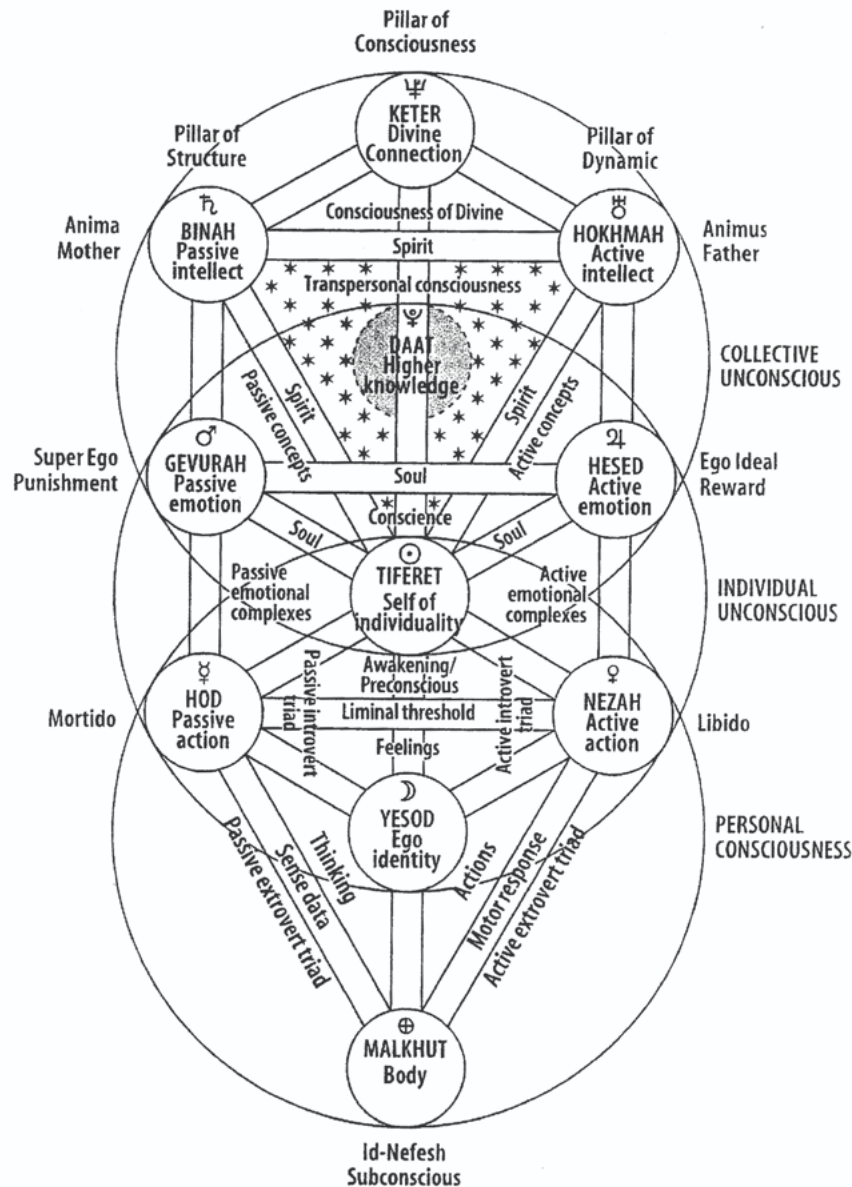 Pillar of
Consciousness
♆
KETER
Divine
Connection
Pillar of
Structure
Pillar of
Dynamic
Anima
Mother
♄
BINAH
Passive
intellect
Consciousness of Divine
Spirit
♅
HOKHMAH
Active
intellect
Animus
Father
Transpersonal consciousness
♇
DAAT
Higher
knowledge
COLLECTIVE
UNCONSCIOUS
Spirit
Passive concepts
Spirit
Active concepts
Super Ego
Punishment
♂
GEVURAH
Passive
emotion
Soul
♃
HESED
Active
emotion
Ego Ideal
Reward
Conscience
Soul
Soul
☉
TIFERET
Self of
individuality
Passive
emotional
complexes
Active
emotional
complexes
INDIVIDUAL
UNCONSCIOUS
Mortido
☿
HOD
Passive
action
Passive introvert
triad
Awakening/
Preconscious
Liminal threshold
Feelings
Active introvert
triad
♀
NEZAH
Active
action
Libido
☽
YESOD
Ego
identity
PERSONAL
CONSCIOUSNESS
Thinking
Sense data
Passive extrovert triad
Actions
Motor response
Active extrovert triad
⊕
MALKHUT
Body
Id-Nefesh
Subconscious